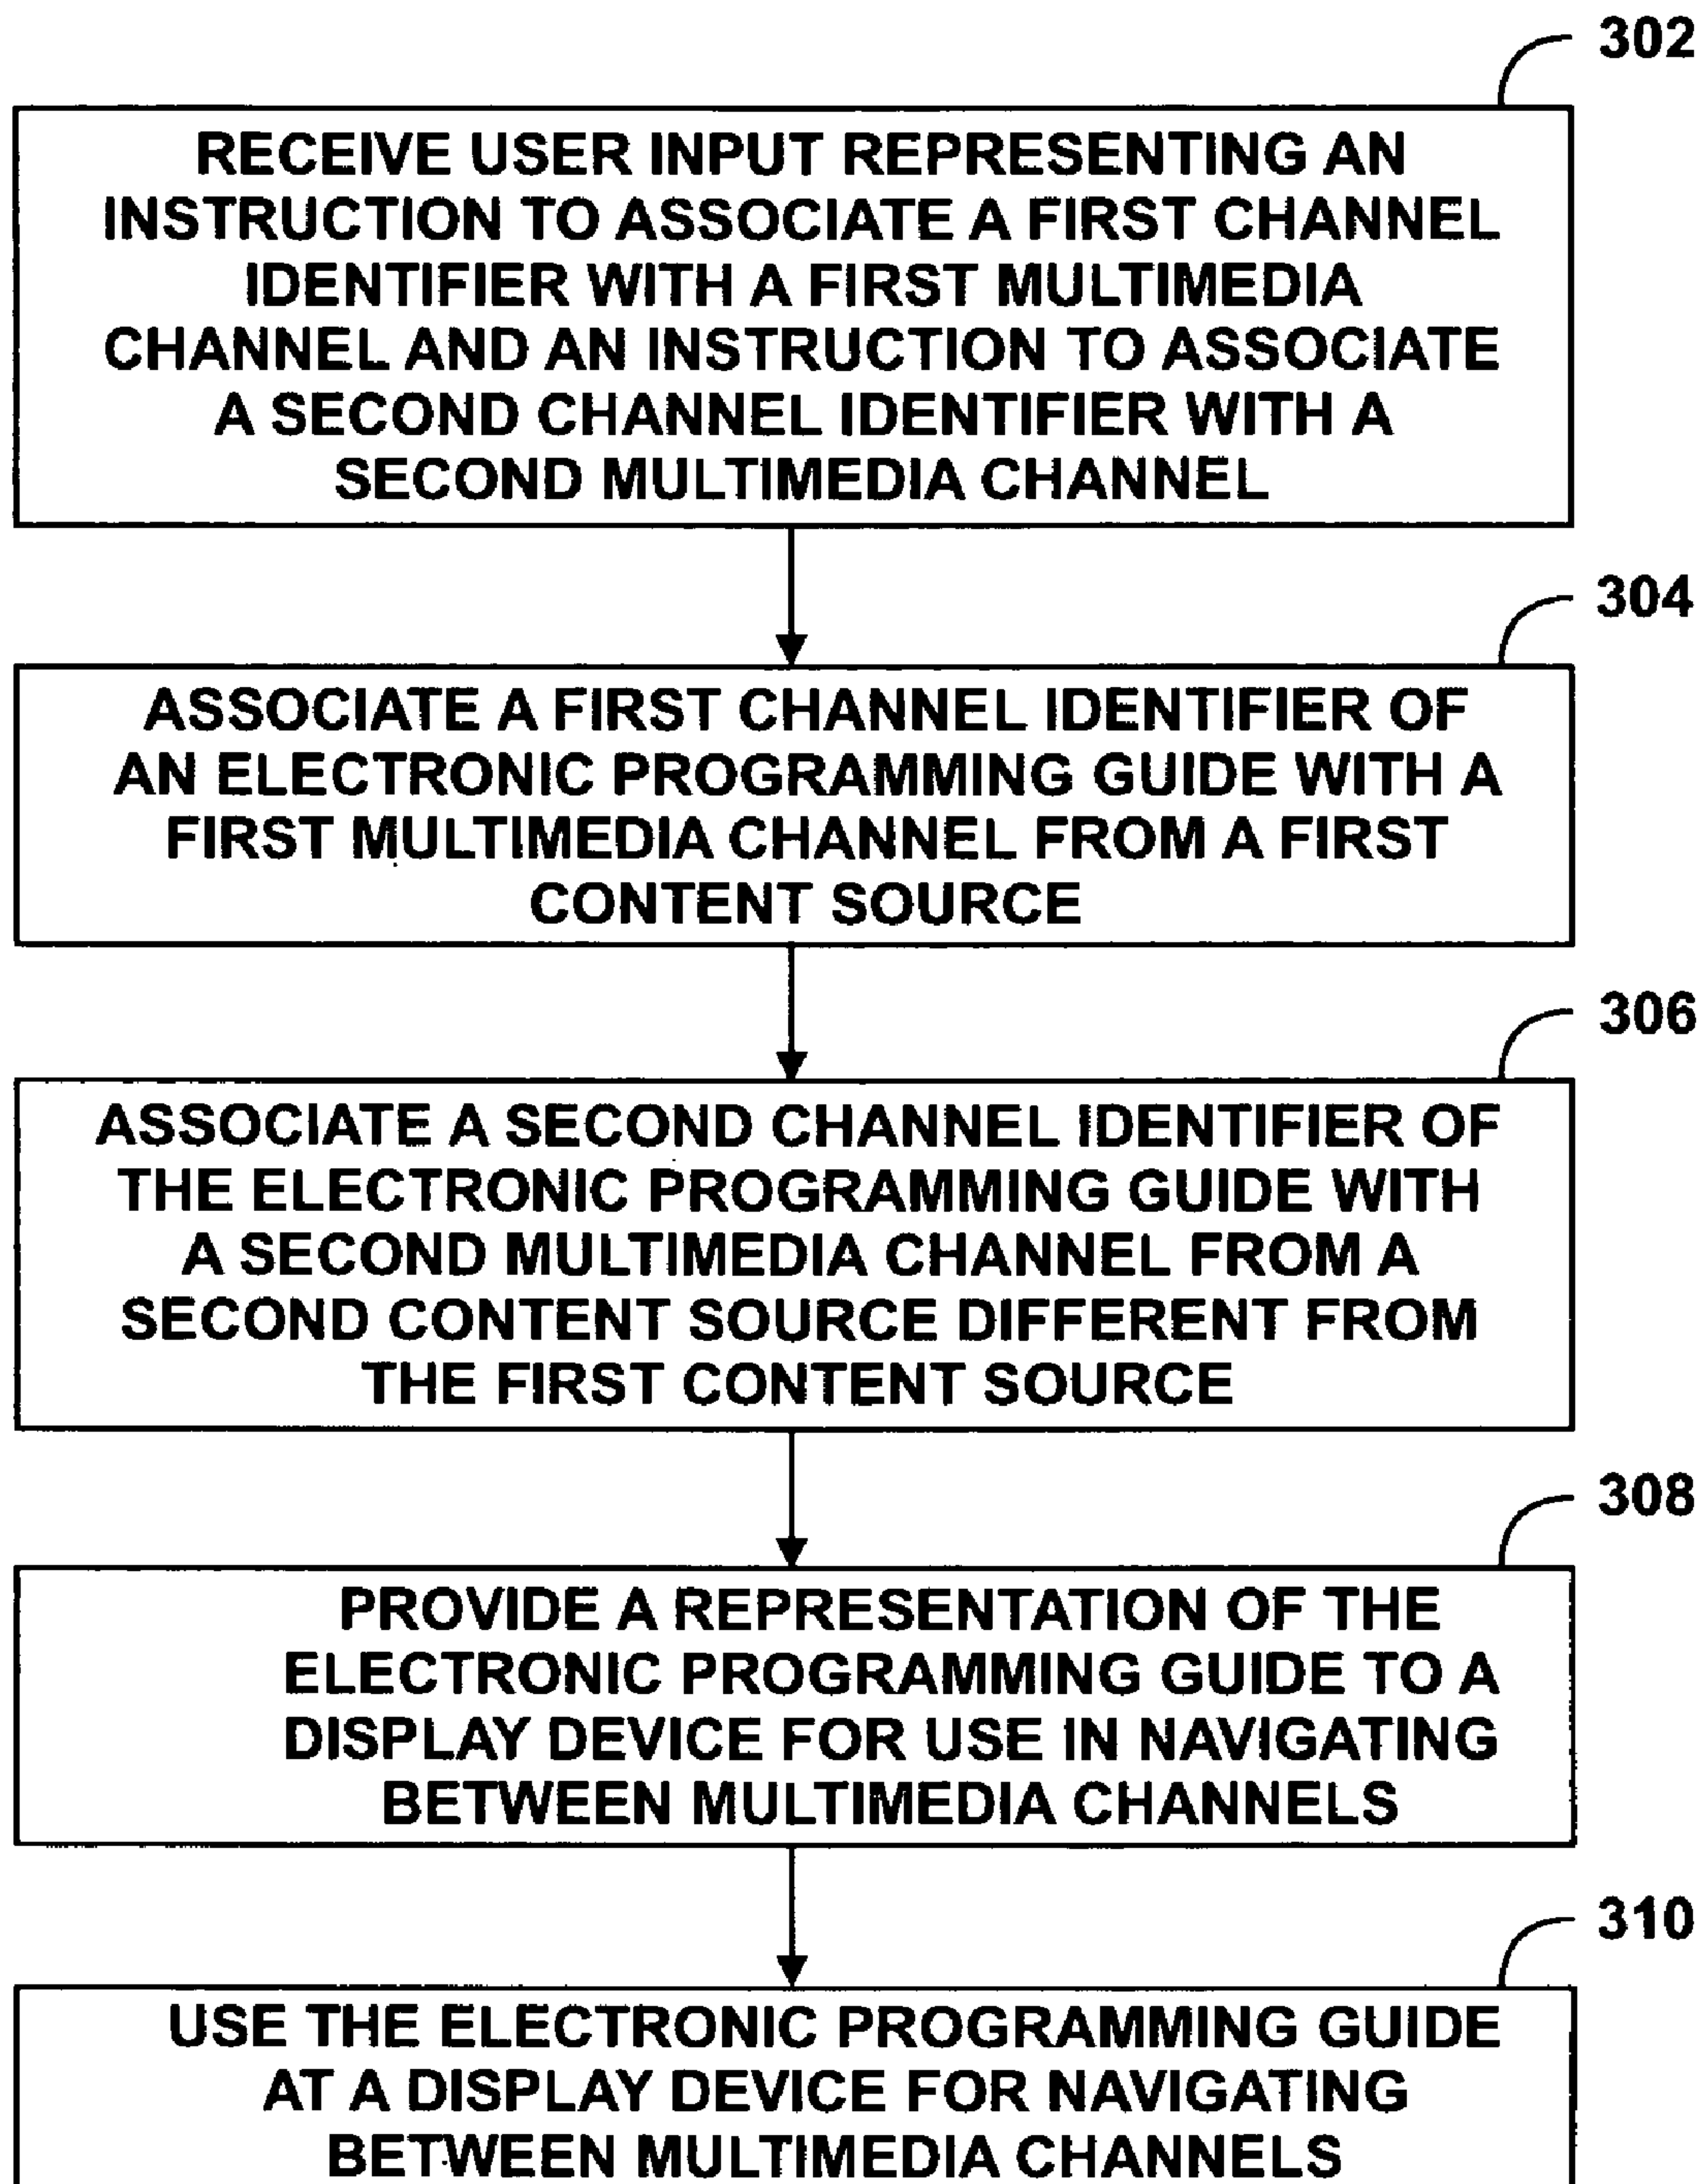 302
RECEIVE USER INPUT REPRESENTING AN
INSTRUCTION TO ASSOCIATE A FIRST CHANNEL
IDENTIFIER WITH A FIRST MULTIMEDIA
CHANNEL AND AN INSTRUCTION TO ASSOCIATE
A SECOND CHANNEL IDENTIFIER WITH A
SECOND MULTIMEDIA CHANNEL
304
ASSOCIATE A FIRST CHANNEL IDENTIFIER OF
AN ELECTRONIC PROGRAMMING GUIDE WITH A
FIRST MULTIMEDIA CHANNEL FROM A FIRST
CONTENT SOURCE
306
ASSOCIATE A SECOND CHANNEL IDENTIFIER OF
THE ELECTRONIC PROGRAMMING GUIDE WITH
A SECOND MULTIMEDIA CHANNEL FROM A
SECOND CONTENT SOURCE DIFFERENT FROM
THE FIRST CONTENT SOURCE
308
PROVIDE A REPRESENTATION OF THE
ELECTRONIC PROGRAMMING GUIDE TO A
DISPLAY DEVICE FOR USE IN NAVIGATING
BETWEEN MULTIMEDIA CHANNELS
310
USE THE ELECTRONIC PROGRAMMING GUIDE
AT A DISPLAY DEVICE FOR NAVIGATING
BETWEEN MULTIMEDIA CHANNELS